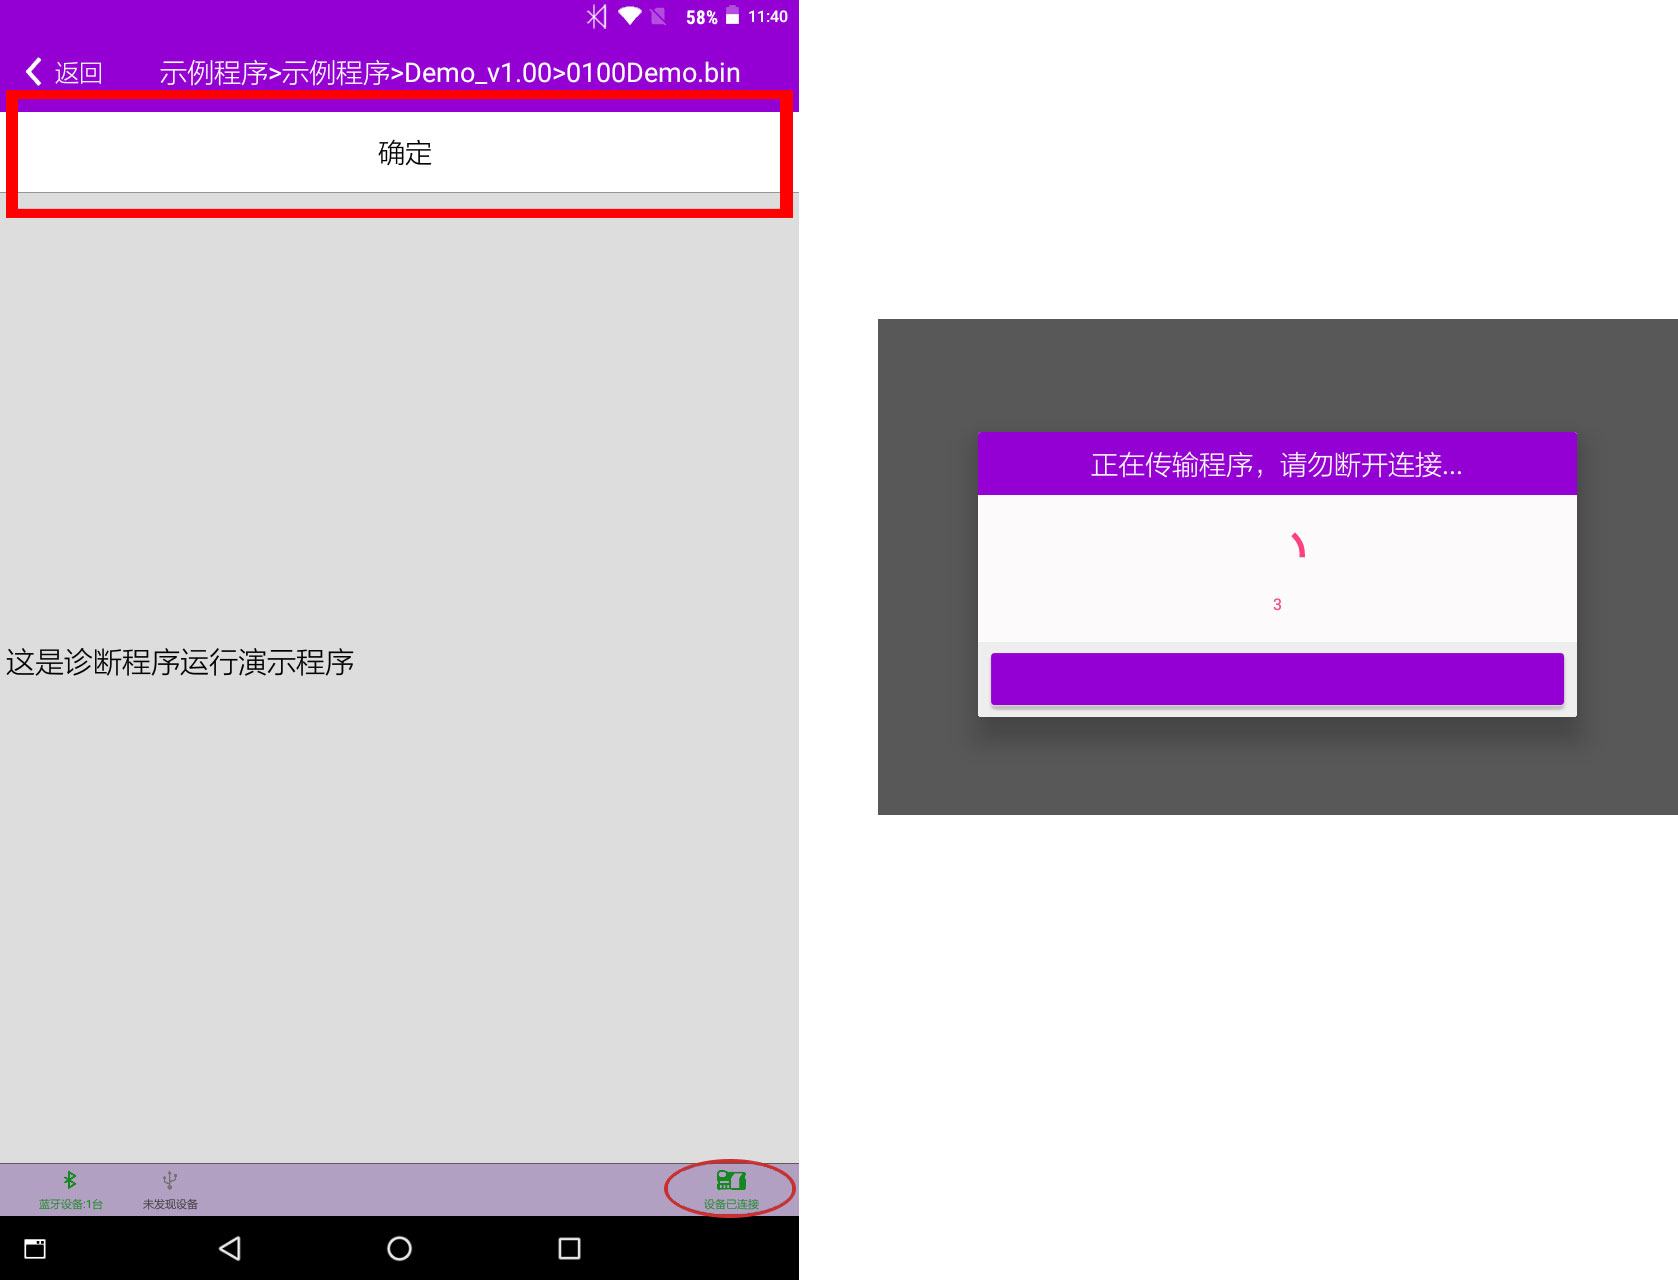 58%
11:40
返回
示例程序>示例程序>Demo_v1.00>0100Demo.bin
确定
这是诊断程序运行演示程序
蓝牙设备:1台
未发现设备
设备已连接
正在传输程序，请勿断开连接...
3